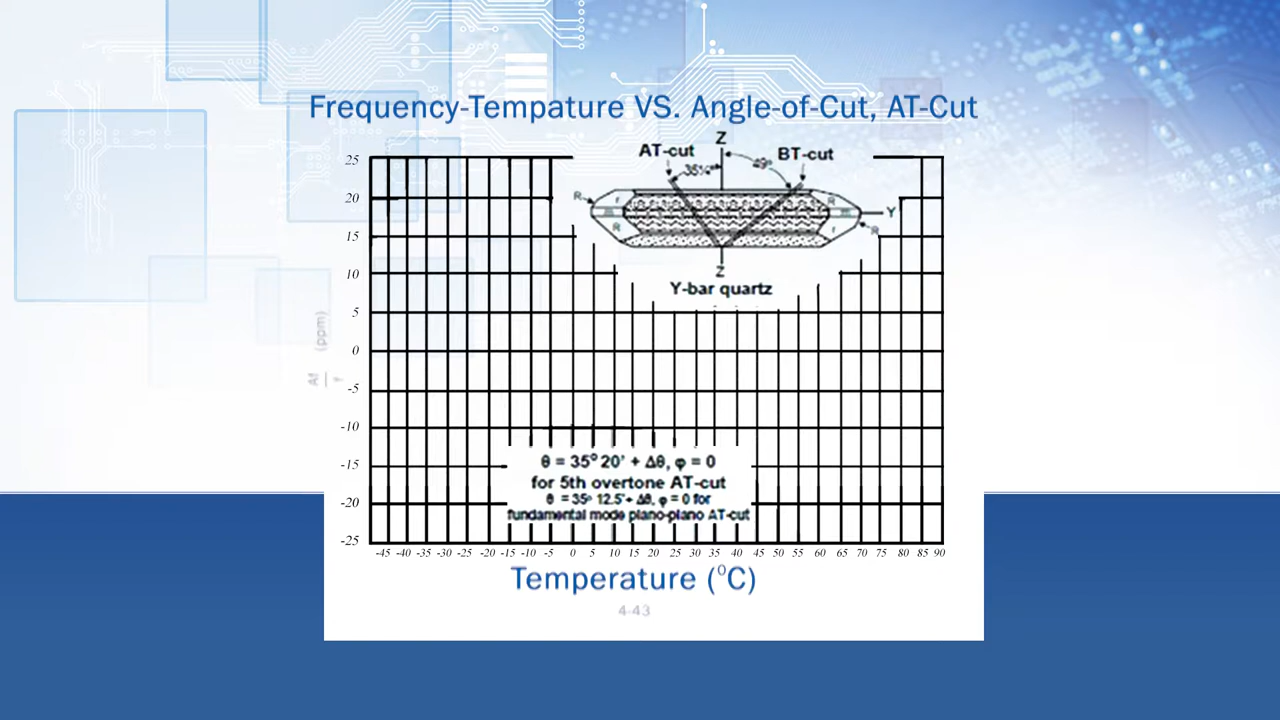 Frequency-Tempature VS. Angle-of-Cut, AT-Cut
Z
AT-cut
BT-cut
35¼°
49°
R
r
R
m
m
Y
R
r
R
Z
Y-bar quartz
25
20
15
10
5
0
-5
-10
-15
-20
-25
Δf
f
(ppm)
θ = 35° 20' + Δθ, φ = 0
for 5th overtone AT-cut
θ = 35° 12.5'+ Δθ, φ = 0 for
fundamental mode plano-plano AT-cut
-45 -40 -35 -30 -25 -20 -15 -10 -5 0 5 10 15 20 25 30 35 40 45 50 55 60 65 70 75 80 85 90
Temperature (°C)
4-43